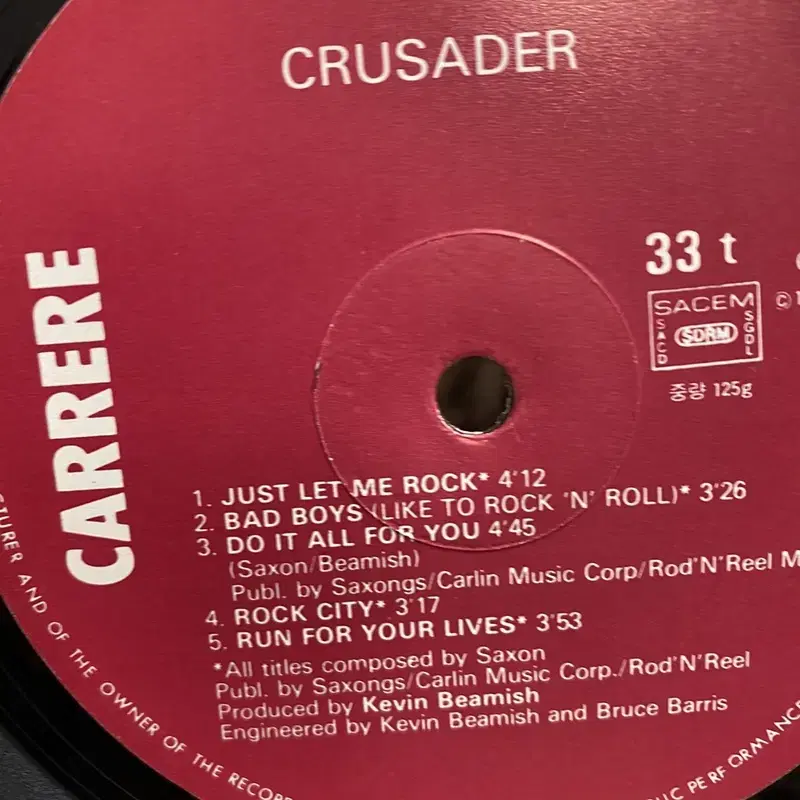 CRUSADER
CARRERE
33 t
SACEM
SACD
SDRM
SGDL
중량 125g
1. JUST LET ME ROCK* 4'12
2. BAD BOYS (LIKE TO ROCK 'N' ROLL)* 3'26
3. DO IT ALL FOR YOU 4'45
(Saxon/Beamish)
Publ. by Saxongs/Carlin Music Corp/Rod'N'Reel M
4. ROCK CITY* 3'17
5. RUN FOR YOUR LIVES* 3'53
*All titles composed by Saxon
Publ. by Saxongs/Carlin Music Corp./Rod'N'Reel
Produced by Kevin Beamish
Engineered by Kevin Beamish and Bruce Barris
CTURER AND OF THE OWNER OF THE RECOR
LIC PERFORMANCE